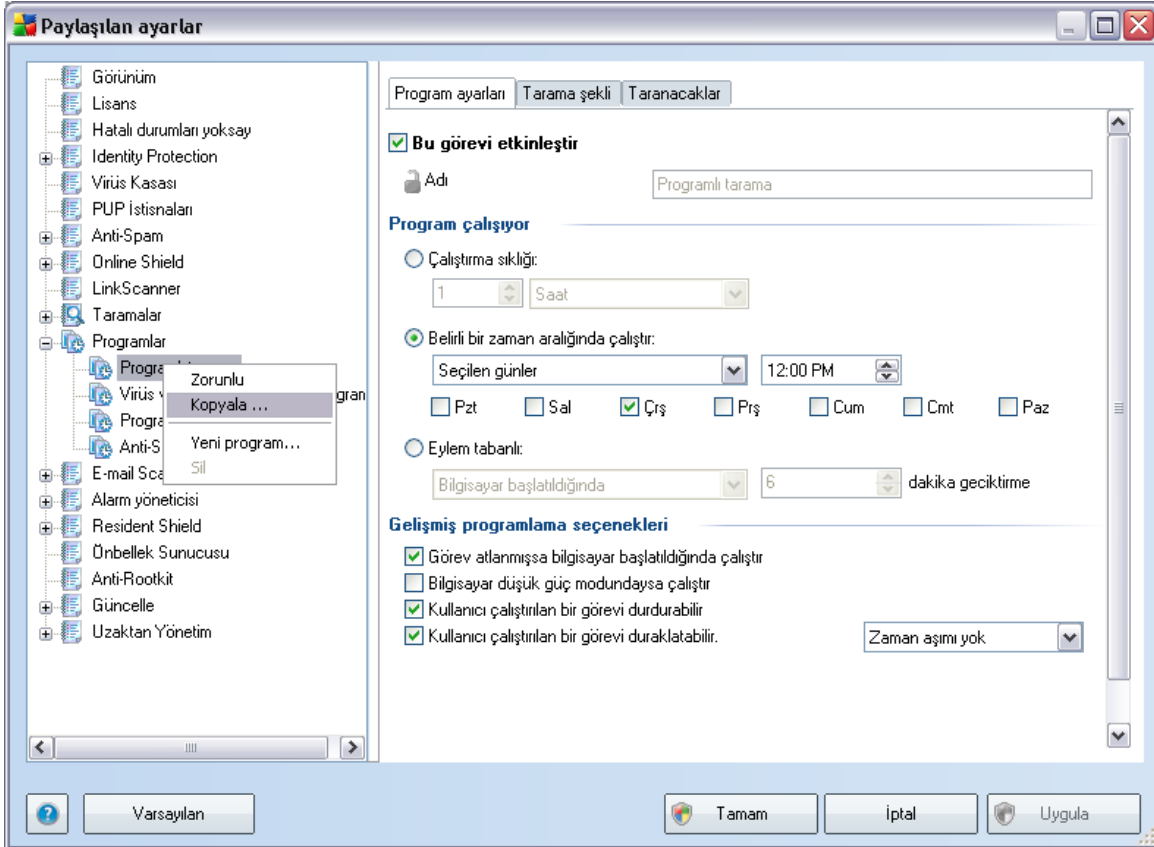 Paylaşılan ayarlar
Görünüm
Lisans
Hatalı durumları yoksay
Identity Protection
Virüs Kasası
PUP İstisnaları
Anti-Spam
Online Shield
LinkScanner
Taramalar
Programlar
Zorunlu
Kopyala ...
Yeni program...
Sil
Alarm yöneticisi
Resident Shield
Önbellek Sunucusu
Anti-Rootkit
Güncelle
Uzaktan Yönetim
Program ayarları Tarama şekli Taranacaklar
Bu görevi etkinleştir
Adı Programlı tarama
Program çalışıyor
Çalıştırma sıklığı:
1 Saat
Belirli bir zaman aralığında çalıştır:
Seçilen günler 12:00 PM
Pzt Sal Çrş Prş Cum Cmt Paz
Eylem tabanlı:
Bilgisayar başlatıldığında 6 dakika geciktirme
Gelişmiş programlama seçenekleri
Görev atlanmışsa bilgisayar başlatıldığında çalıştır
Bilgisayar düşük güç modundaysa çalıştır
Kullanıcı çalıştırılan bir görevi durdurabilir
Kullanıcı çalıştırılan bir görevi duraklatabilir. Zaman aşımı yok
Varsayılan Tamam İptal Uygula